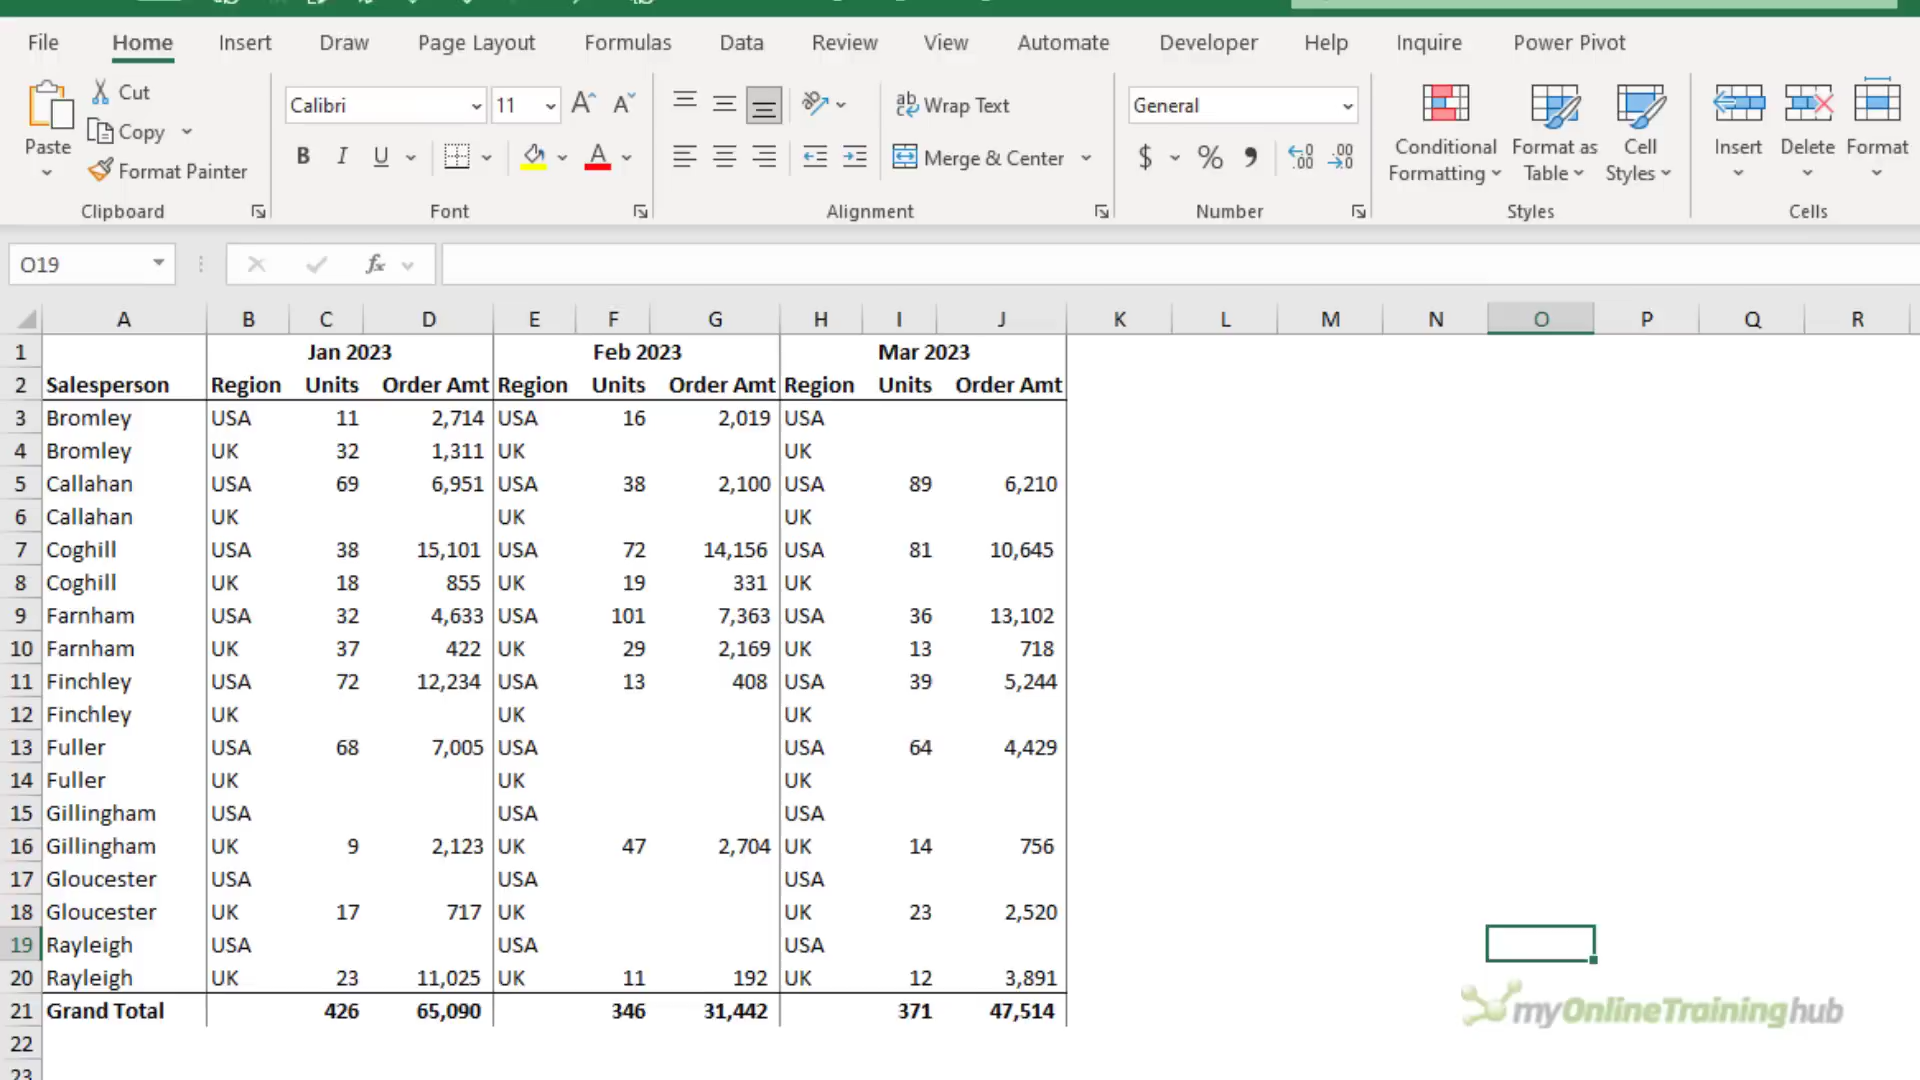 File Home Insert Draw Page Layout Formulas Data Review View Automate Developer Help Inquire Power Pivot
Paste
Cut
Copy
Format Painter
Clipboard
Calibri 11
B I U
Font
ab Wrap Text
Merge & Center
Alignment
General
$ % 9
Number
Conditional Formatting
Format as Table
Cell Styles
Styles
Insert Delete Format
Cells
O19 fx
A B C D E F G H I J K L M N O P Q R
1 Jan 2023 Feb 2023 Mar 2023
2 Salesperson Region Units Order Amt Region Units Order Amt Region Units Order Amt
3 Bromley USA 11 2,714 USA 16 2,019 USA
4 Bromley UK 32 1,311 UK UK
5 Callahan USA 69 6,951 USA 38 2,100 USA 89 6,210
6 Callahan UK UK UK
7 Coghill USA 38 15,101 USA 72 14,156 USA 81 10,645
8 Coghill UK 18 855 UK 19 331 UK
9 Farnham USA 32 4,633 USA 101 7,363 USA 36 13,102
10 Farnham UK 37 422 UK 29 2,169 UK 13 718
11 Finchley USA 72 12,234 USA 13 408 USA 39 5,244
12 Finchley UK UK UK
13 Fuller USA 68 7,005 USA USA 64 4,429
14 Fuller UK UK UK
15 Gillingham USA USA USA
16 Gillingham UK 9 2,123 UK 47 2,704 UK 14 756
17 Gloucester USA USA USA
18 Gloucester UK 17 717 UK UK 23 2,520
19 Rayleigh USA USA USA
20 Rayleigh UK 23 11,025 UK 11 192 UK 12 3,891
21 Grand Total 426 65,090 346 31,442 371 47,514
22
23
myOnlineTraininghub